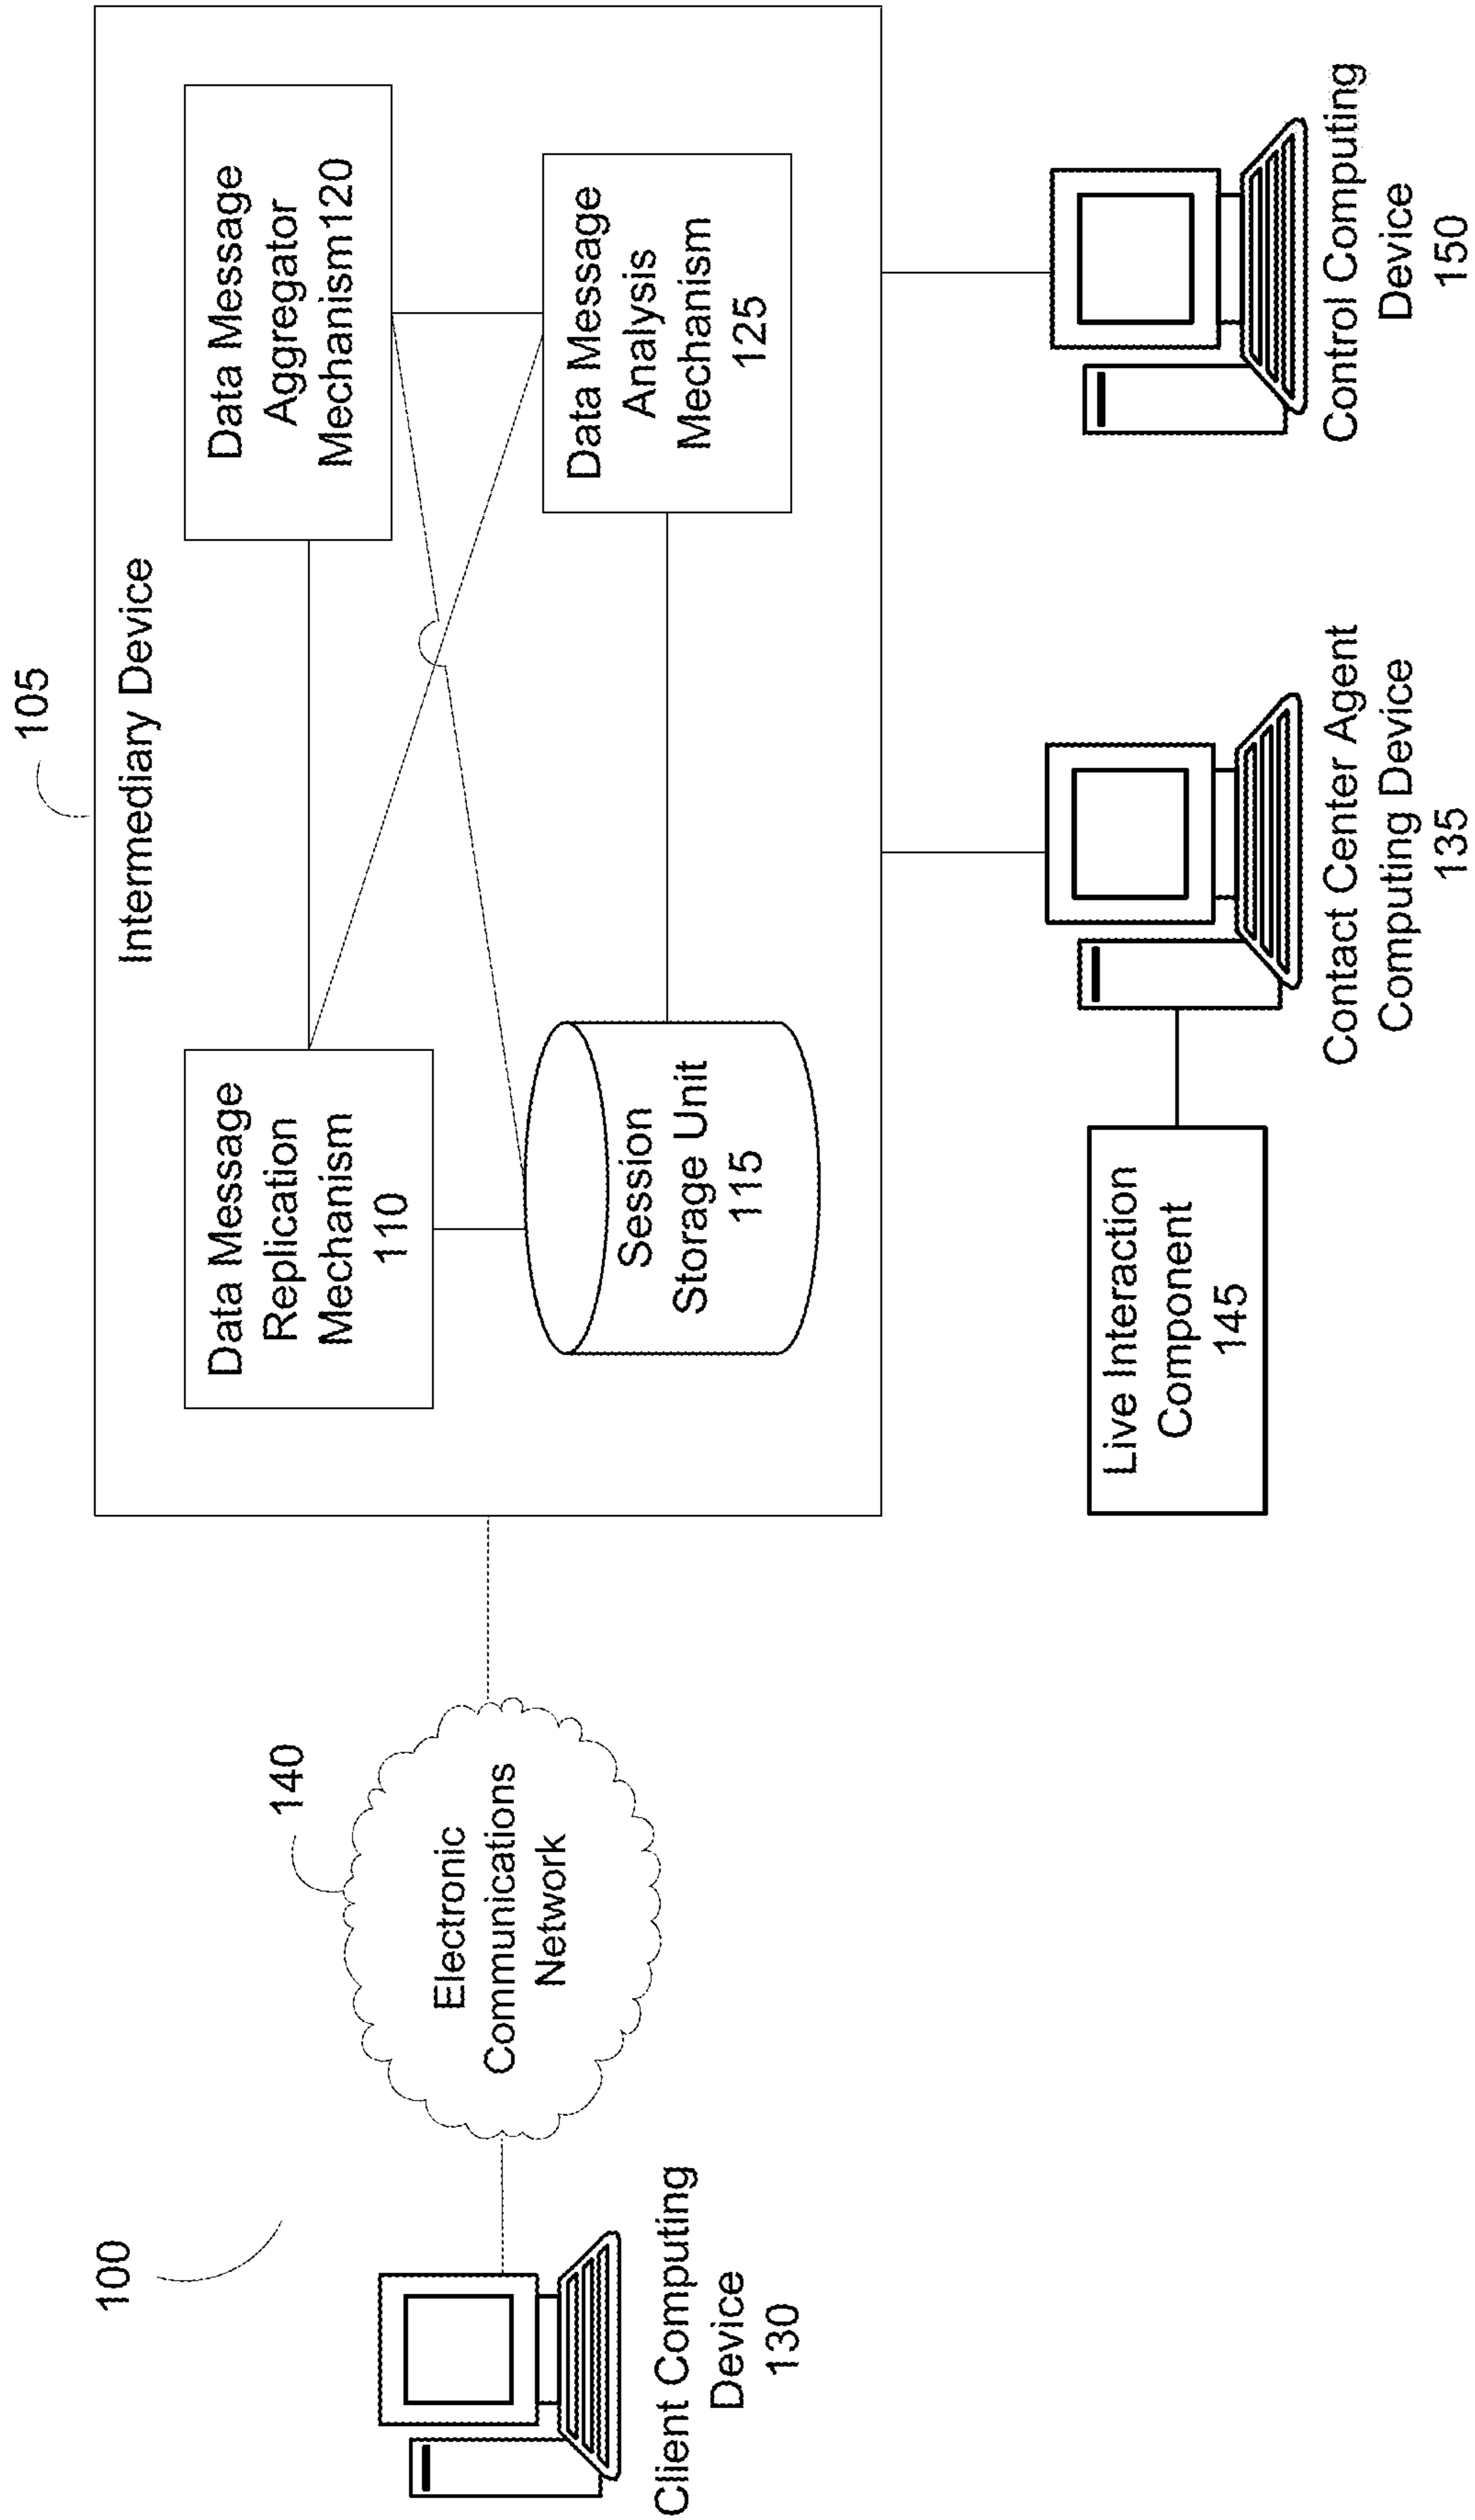 100
Client Computing
Device
130
140
Electronic
Communications
Network
105
Intermediary Device
Data Message
Replication
Mechanism
110
Data Message
Aggregator
Mechanism120
Session
Storage Unit
115
Data Message
Analysis
Mechanism
125
Live Interaction
Component
145
Contact Center Agent
Computing Device
135
Control Computing
Device
150